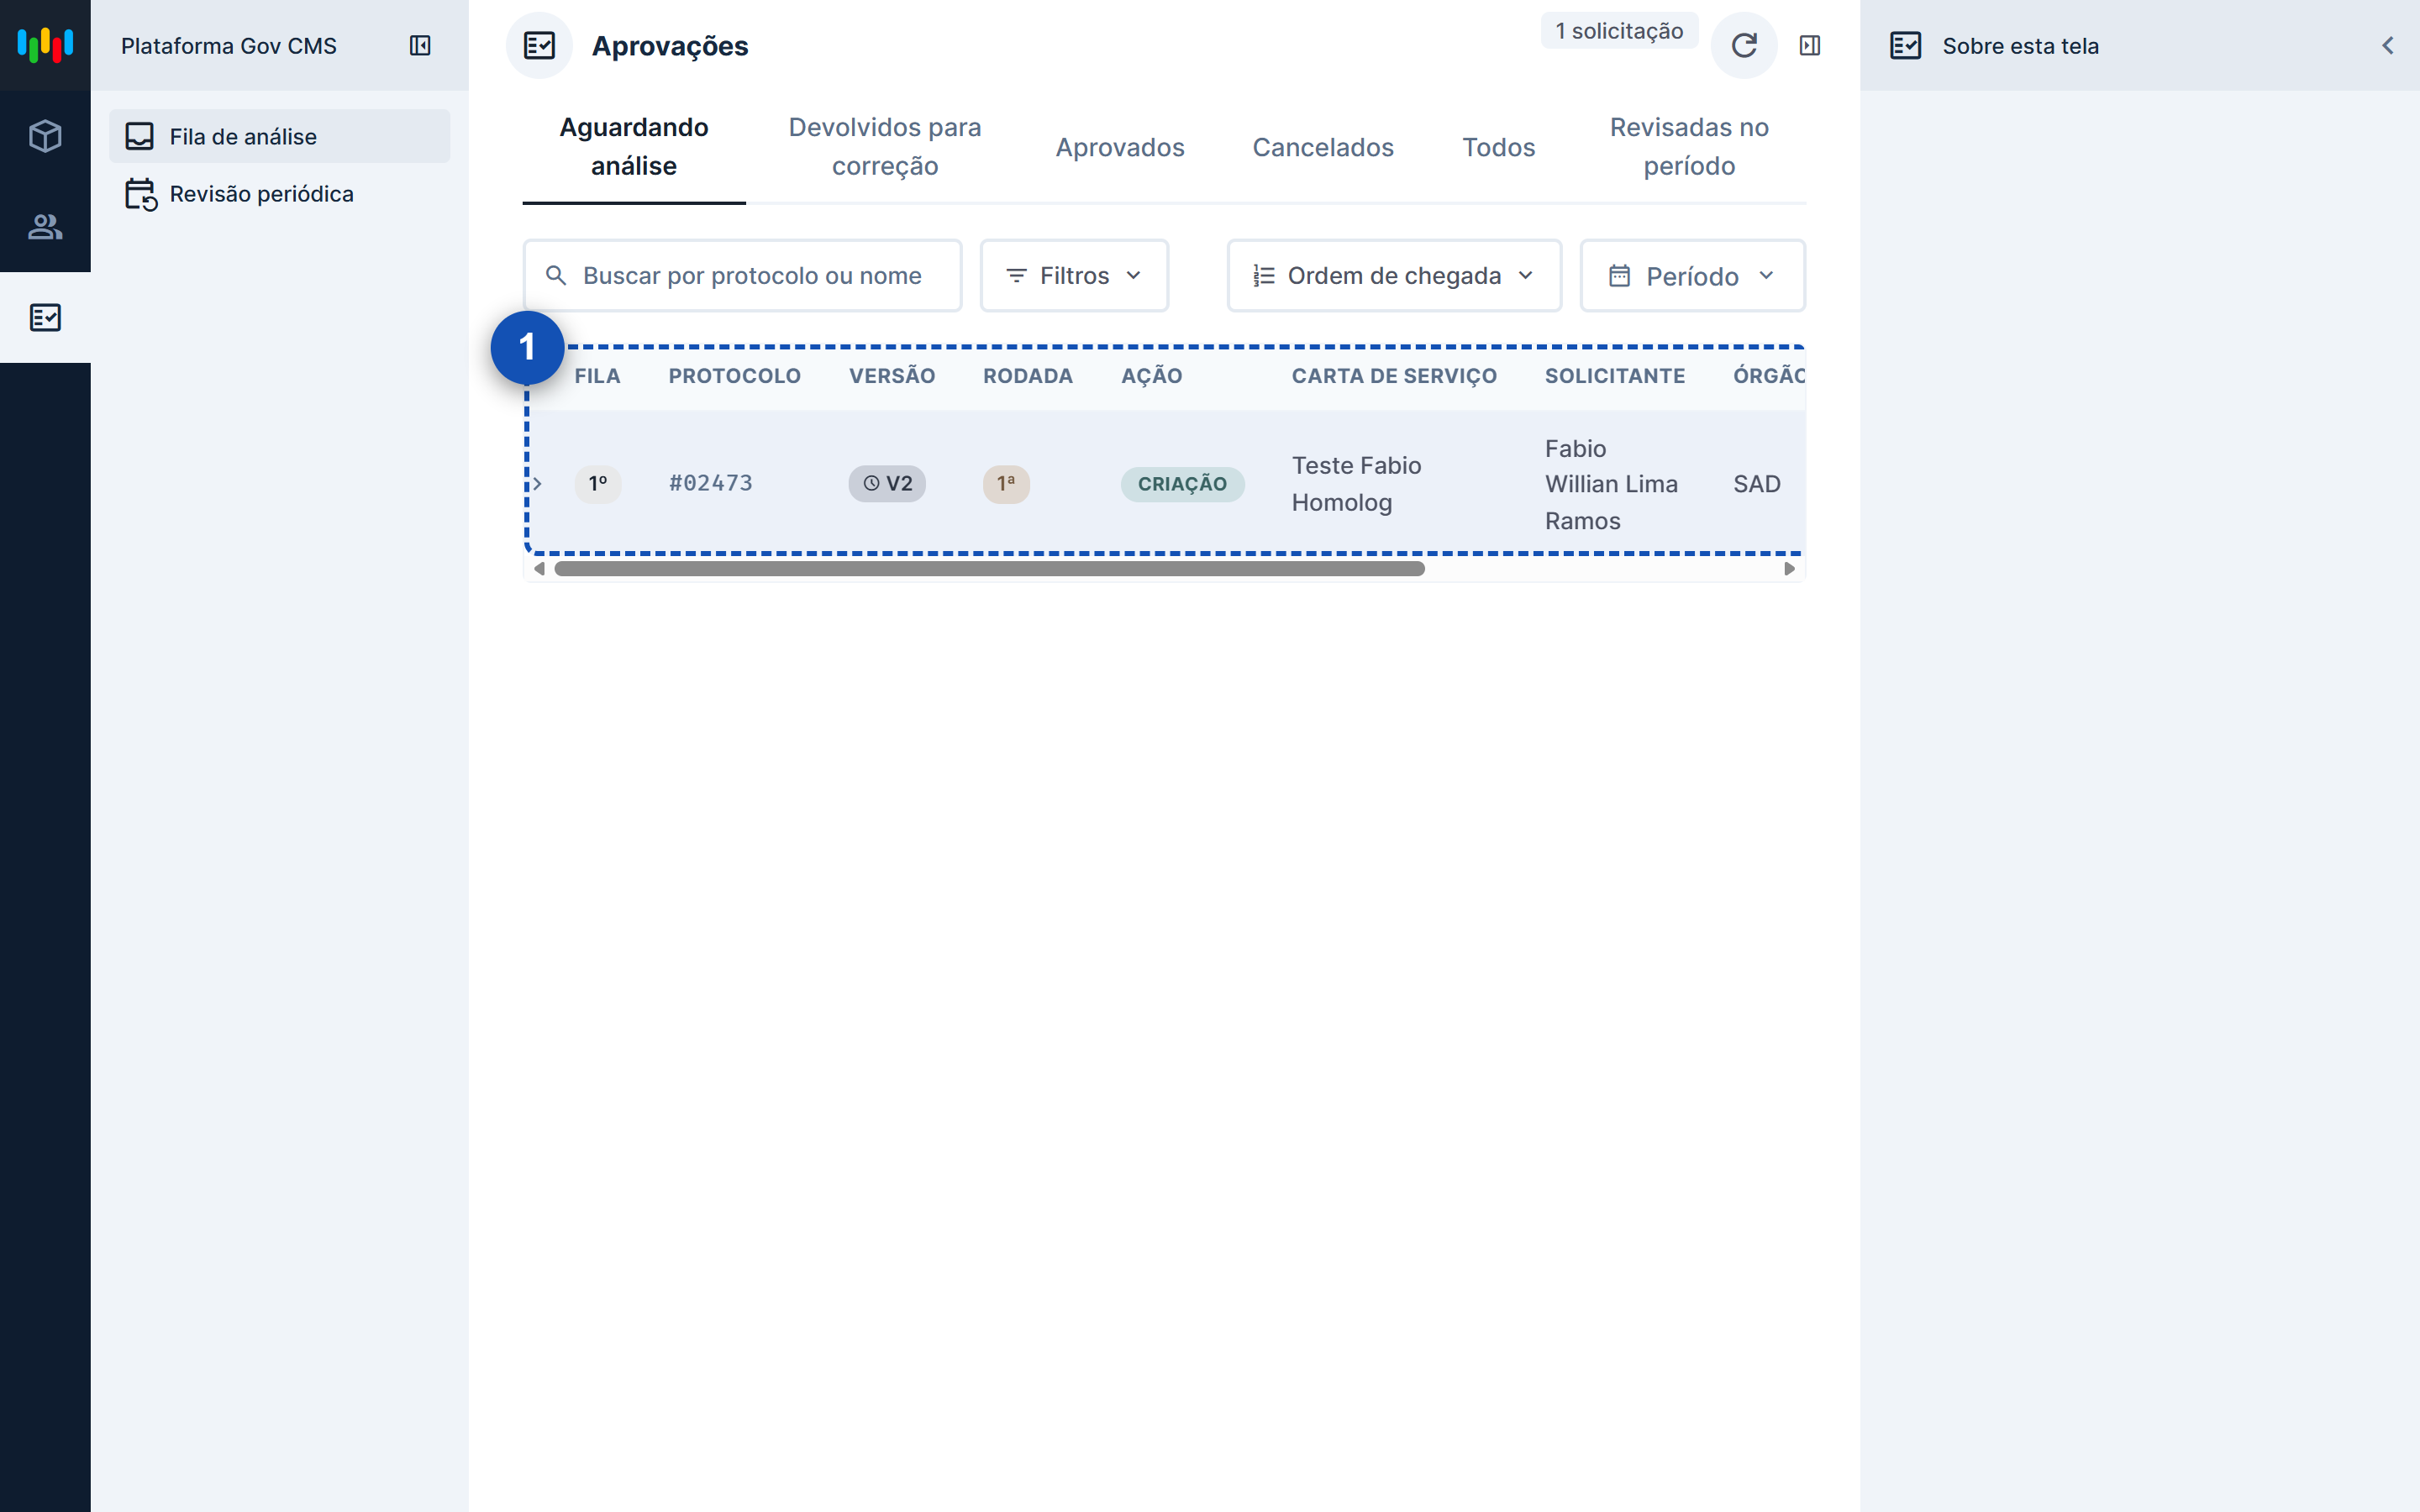 Plataforma Gov CMS
Fila de análise
Revisão periódica
Aprovações
1 solicitação
Aguardando
análise
Devolvidos para
correção
Aprovados
Cancelados
Todos
Revisadas no
período
Buscar por protocolo ou nome
Filtros
Ordem de chegada
Período
1
FILA PROTOCOLO VERSÃO RODADA AÇÃO CARTA DE SERVIÇO SOLICITANTE ÓRGÃO
1º
#02473
V2
1ª
CRIAÇÃO
Teste Fabio
Homolog
Fabio
Willian Lima
Ramos
SAD
Sobre esta tela